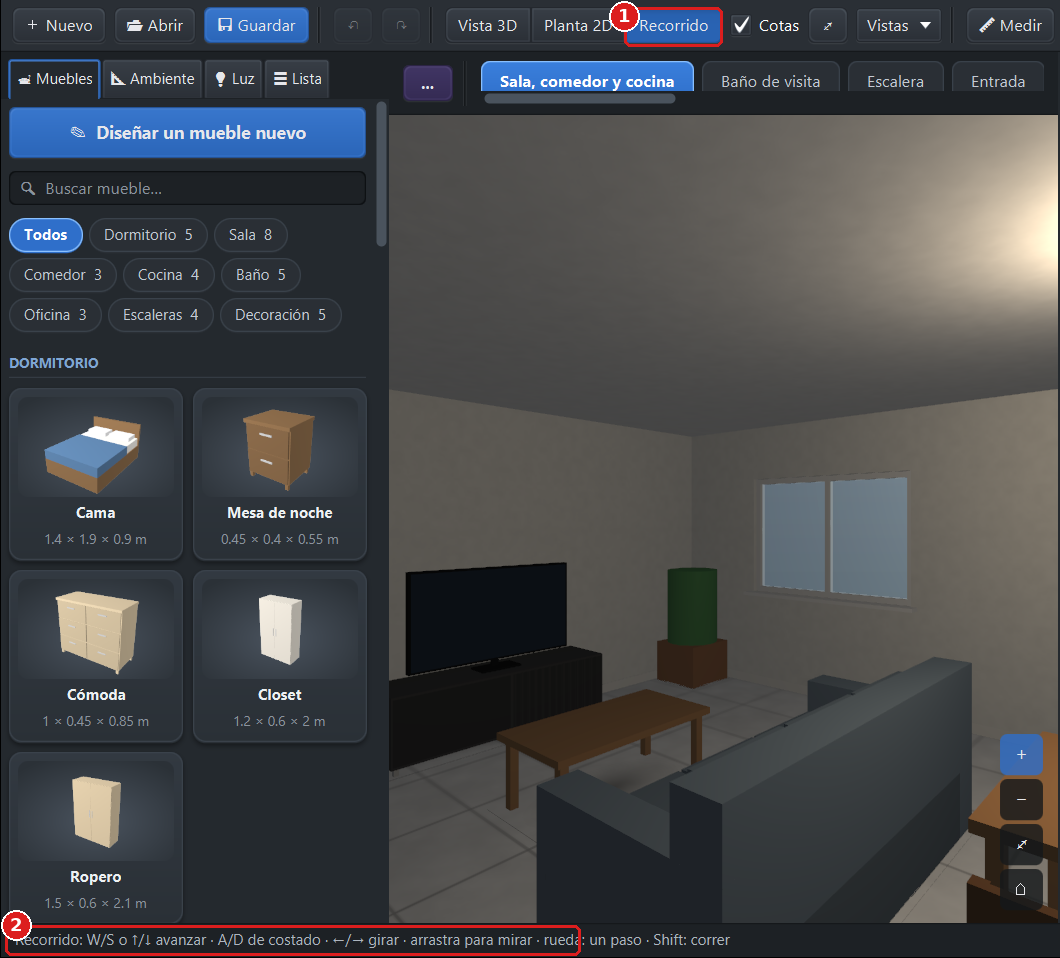 + Nuevo Abrir Guardar Vista 3D Planta 2D 1 Recorrido Cotas Vistas Medir
Muebles Ambiente Luz Lista ... Sala, comedor y cocina Baño de visita Escalera Entrada
Diseñar un mueble nuevo
Buscar mueble...
Todos Dormitorio 5 Sala 8
Comedor 3 Cocina 4 Baño 5
Oficina 3 Escaleras 4 Decoración 5
DORMITORIO
Cama Mesa de noche
1.4 × 1.9 × 0.9 m 0.45 × 0.4 × 0.55 m
Cómoda Closet
1 × 0.45 × 0.85 m 1.2 × 0.6 × 2 m
Ropero
1.5 × 0.6 × 2.1 m
+
−
2
Recorrido: W/S o ↑/↓ avanzar · A/D de costado · ←/→ girar · arrastra para mirar · rueda: un paso · Shift: correr